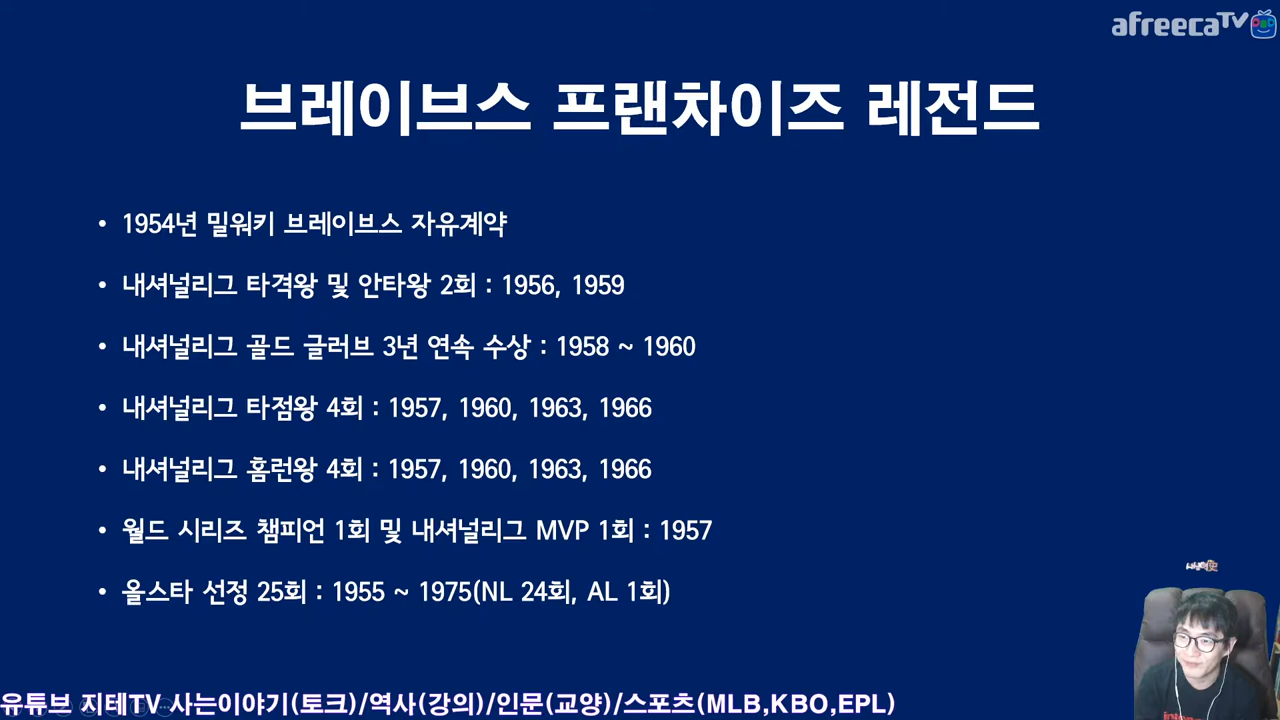 afreecaTV
브레이브스 프랜차이즈 레전드
• 1954년 밀워키 브레이브스 자유계약
• 내셔널리그 타격왕 및 안타왕 2회 : 1956, 1959
• 내셔널리그 골드 글러브 3년 연속 수상 : 1958 ~ 1960
• 내셔널리그 타점왕 4회 : 1957, 1960, 1963, 1966
• 내셔널리그 홈런왕 4회 : 1957, 1960, 1963, 1966
• 월드 시리즈 챔피언 1회 및 내셔널리그 MVP 1회 : 1957
• 올스타 선정 25회 : 1955 ~ 1975(NL 24회, AL 1회)
유튜브 지테TV 사는이야기(토크)/역사(강의)/인문(교양)/스포츠(MLB,KBO,EPL)